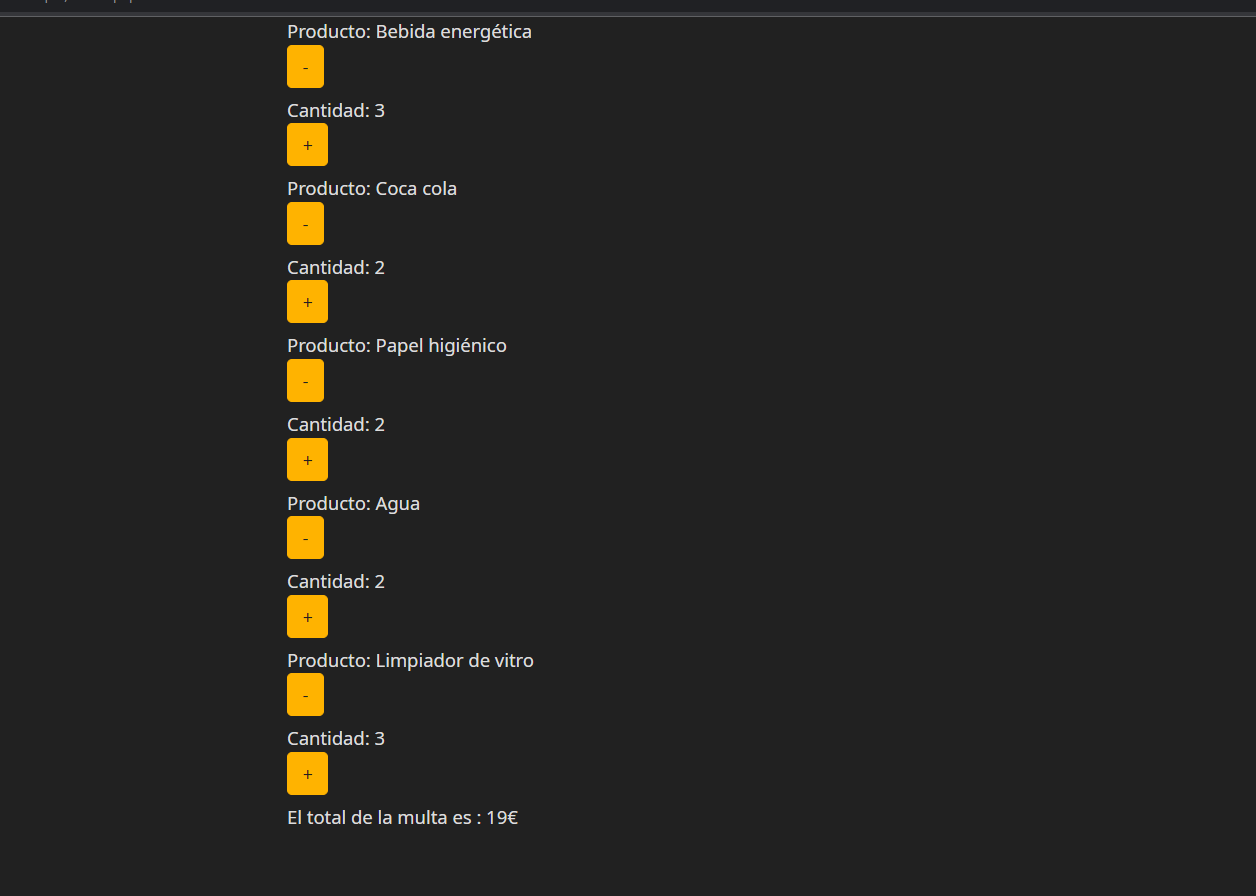 Producto: Bebida energética
-
Cantidad: 3
+
Producto: Coca cola
-
Cantidad: 2
+
Producto: Papel higiénico
-
Cantidad: 2
+
Producto: Agua
-
Cantidad: 2
+
Producto: Limpiador de vitro
-
Cantidad: 3
+
El total de la multa es : 19€